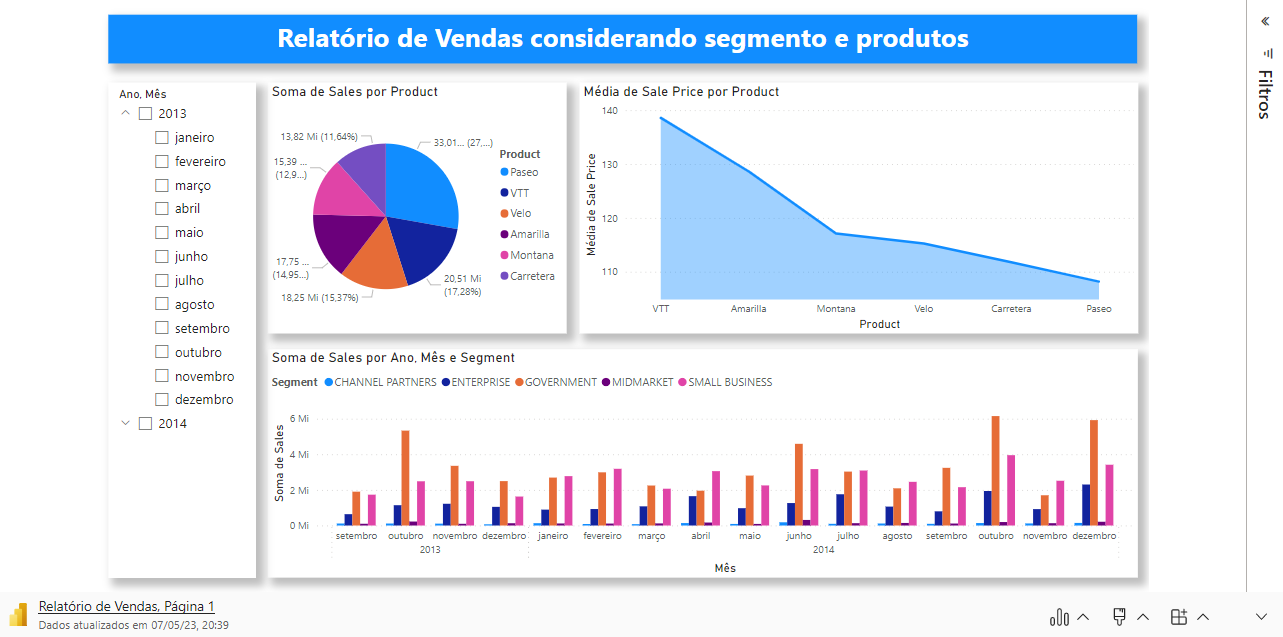 Relatório de Vendas considerando segmento e produtos
Filtros
Ano, Mês
2013
janeiro
fevereiro
março
abril
maio
junho
julho
agosto
setembro
outubro
novembro
dezembro
2014
Soma de Sales por Product
13,82 Mi (11,64%)
33,01... (27,...)
15,39 ...
(12,9...)
17,75 ...
(14,95...)
18,25 Mi (15,37%)
20,51 Mi
(17,28%)
Product
Paseo
VTT
Velo
Amarilla
Montana
Carretera
Média de Sale Price por Product
Média de Sale Price
140
130
120
110
VTT Amarilla Montana Velo Carretera Paseo
Product
Soma de Sales por Ano, Mês e Segment
Segment CHANNEL PARTNERS ENTERPRISE GOVERNMENT MIDMARKET SMALL BUSINESS
Soma de Sales
6 Mi
4 Mi
2 Mi
0 Mi
setembro outubro novembro dezembro janeiro fevereiro março abril maio junho julho agosto setembro outubro novembro dezembro
2013 2014
Mês
Relatório de Vendas, Página 1
Dados atualizados em 07/05/23, 20:39